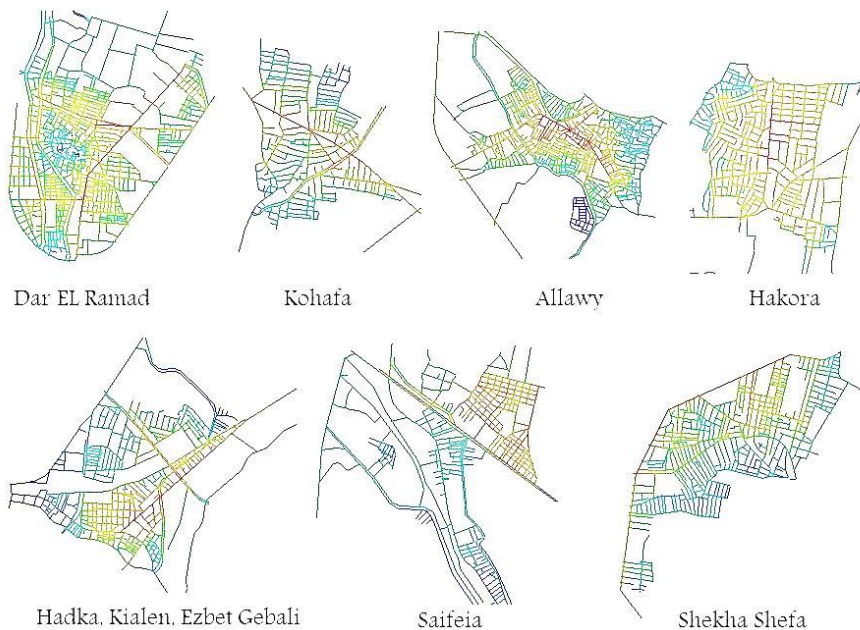 Dar EL Ramad
Kohafa
Allawy
Hakora
Hadka, Kialen, Ezbet Gebali
Saifeia
Shekha Shefa